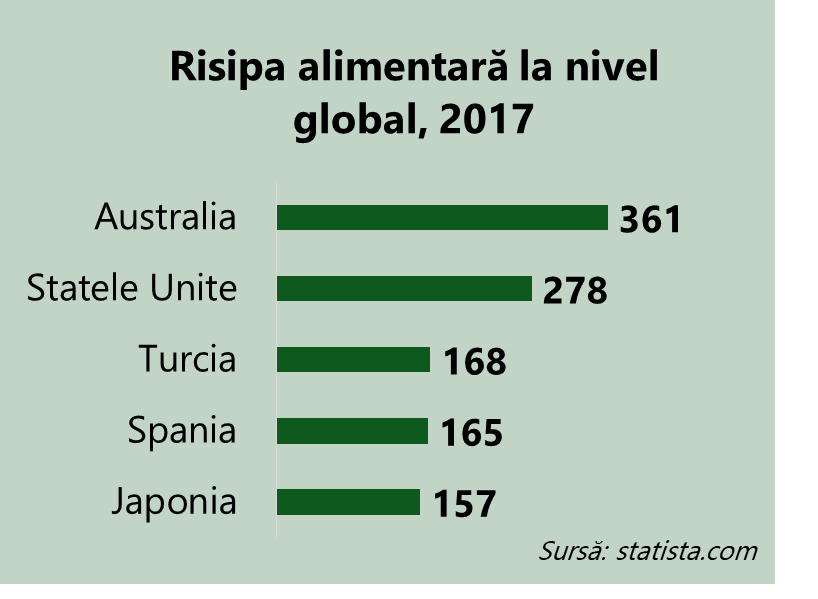 Risipa alimentară la nivel
global, 2017
Australia 361
Statele Unite 278
Turcia 168
Spania 165
Japonia 157
Sursă: statista.com